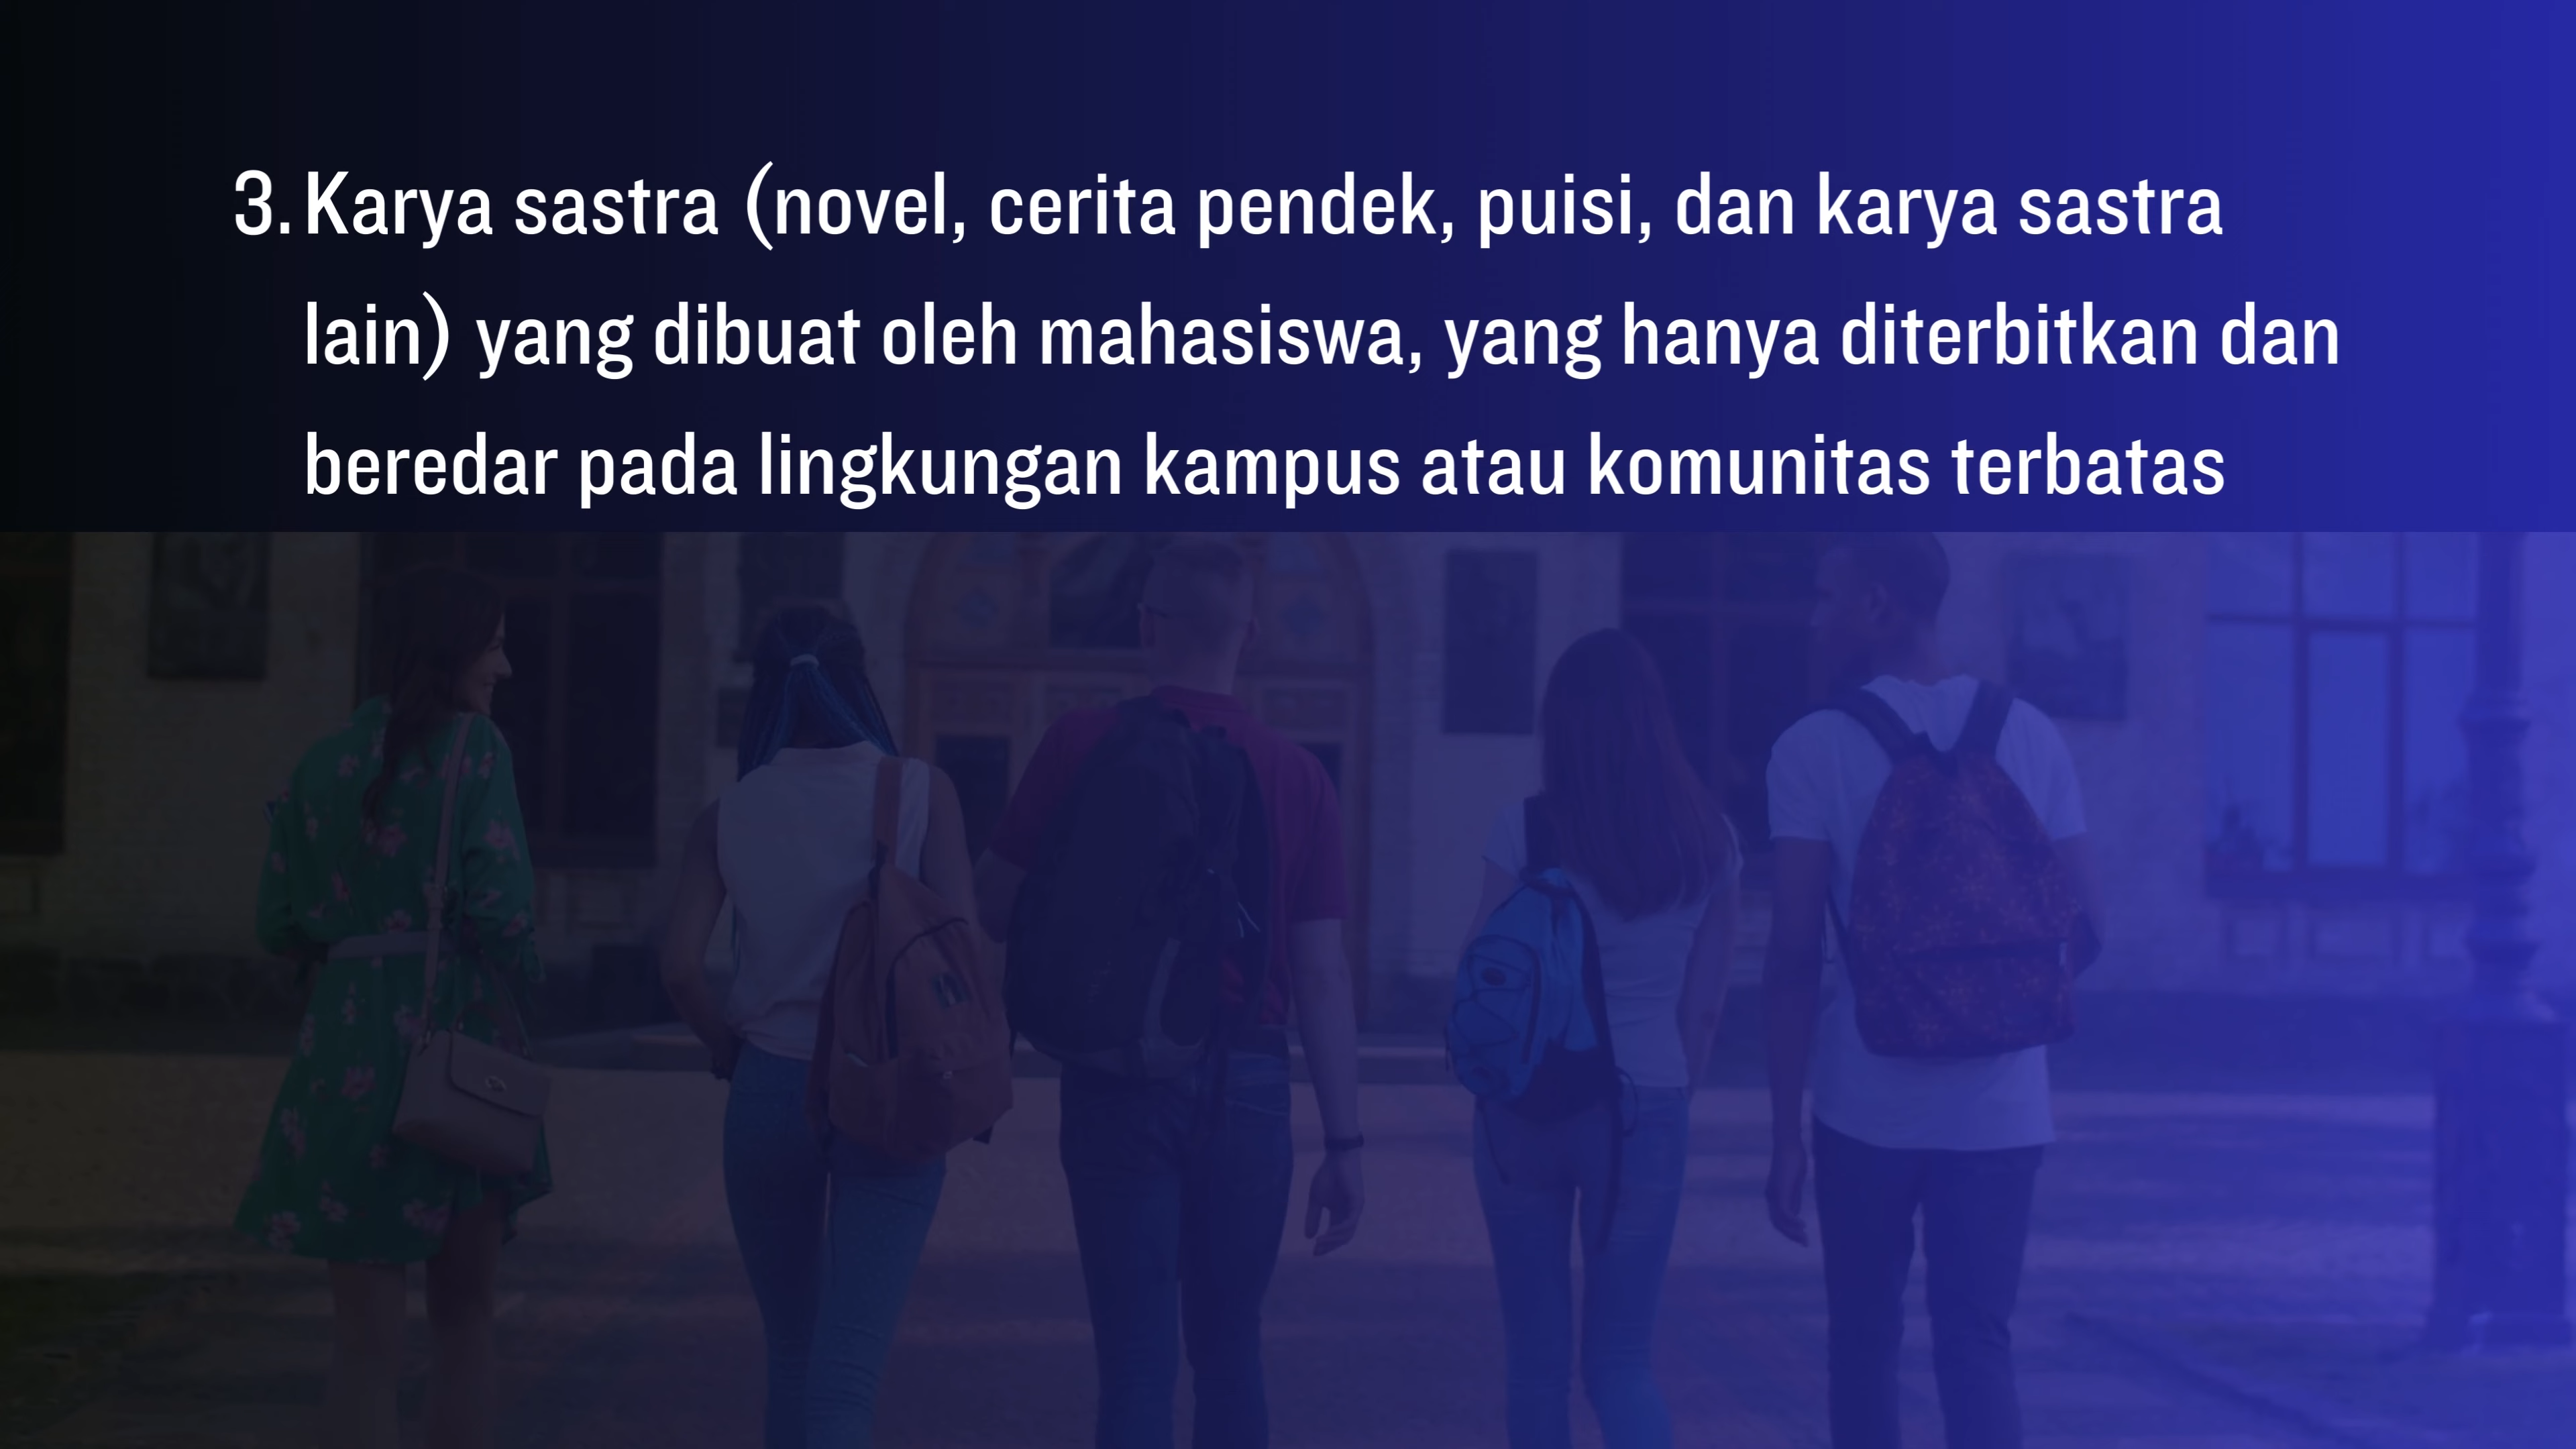 3. Karya sastra (novel, cerita pendek, puisi, dan karya sastra
lain) yang dibuat oleh mahasiswa, yang hanya diterbitkan dan
beredar pada lingkungan kampus atau komunitas terbatas